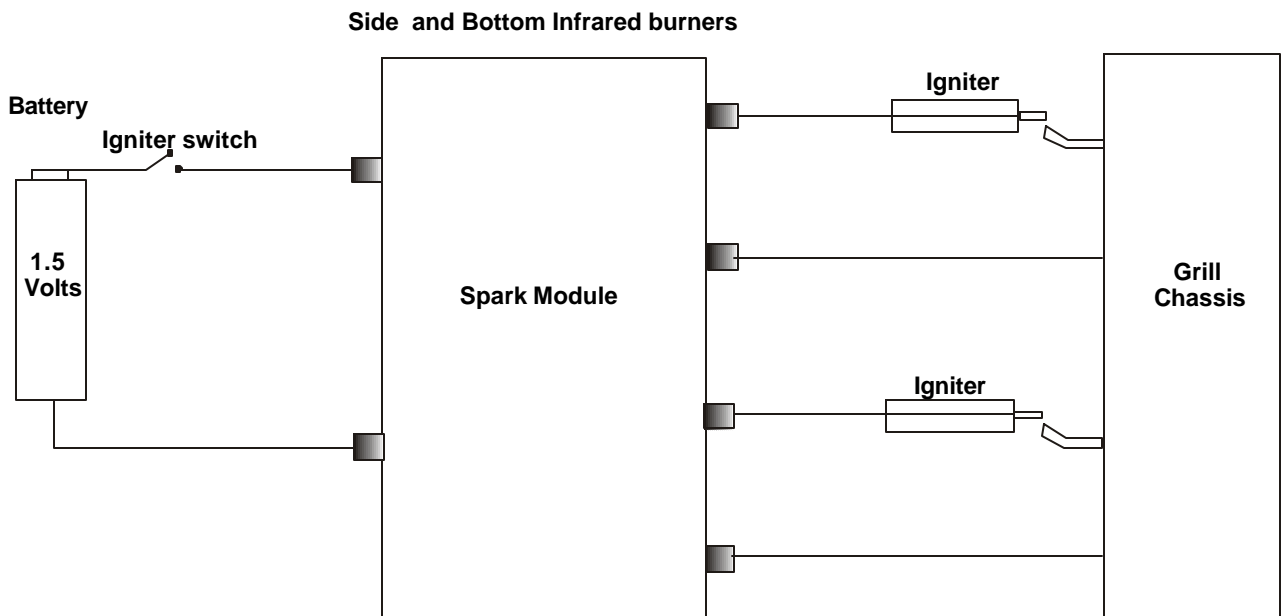 Side and Bottom Infrared burners
Battery
Igniter switch
1.5
Volts
Spark Module
Igniter
Igniter
Grill
Chassis